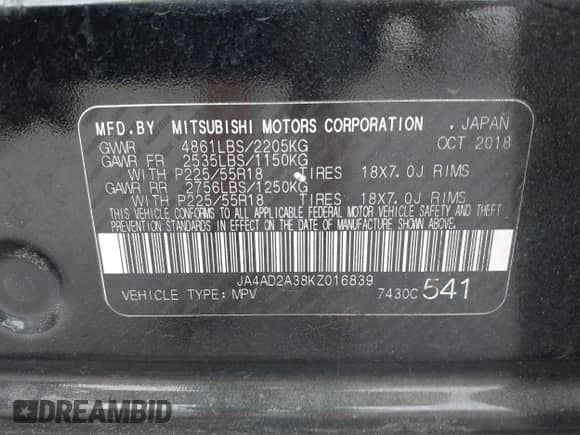 MFD.BY MITSUBISHI MOTORS CORPORATION , JAPAN
GVWR 4861LBS/2205KG OCT 2018
GAWR FR 2535LBS/1150KG
WITH P225/55R18 TIRES 18X7.0J RIMS
GAWR RR 2756LBS/1250KG
WITH P225/55R18 TIRES 18X7.0J RIMS
THIS VEHICLE CONFORMS TO ALL APPLICABLE FEDERAL MOTOR VEHICLE SAFETY AND THEFT
PREVENTION STANDARDS IN EFFECT ON THE DATE OF MANUFACTURE SHOWN ABOVE.
JA4AD2A38KZ016839
VEHICLE TYPE: MPV 7430C 541
DREAMBID